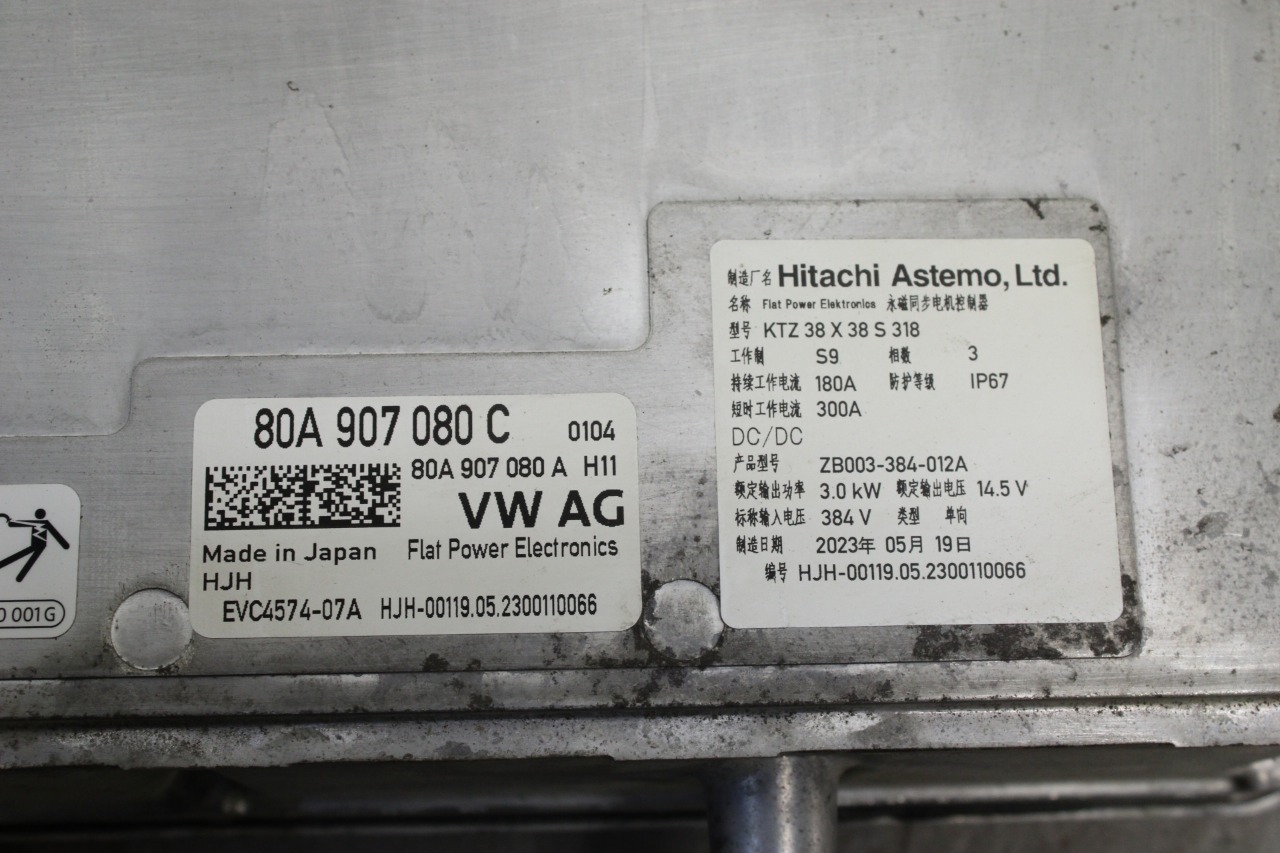 80A 907 080 C 0104
80A 907 080 A H11
VW AG
Made in Japan Flat Power Electronics
HJH
EVC4574-07A HJH-00119.05.2300110066
0 001G
制造厂名 Hitachi Astemo, Ltd.
名称 Flat Power Elektronics 永磁同步电机控制器
型号 KTZ 38 X 38 S 318
工作制 S9 相数 3
持续工作电流 180A 防护等级 IP67
短时工作电流 300A
DC/DC
产品型号 ZB003-384-012A
额定输出功率 3.0 kW 额定输出电压 14.5 V
标称输入电压 384 V 类型 单向
制造日期 2023年 05月 19日
编号 HJH-00119.05.2300110066